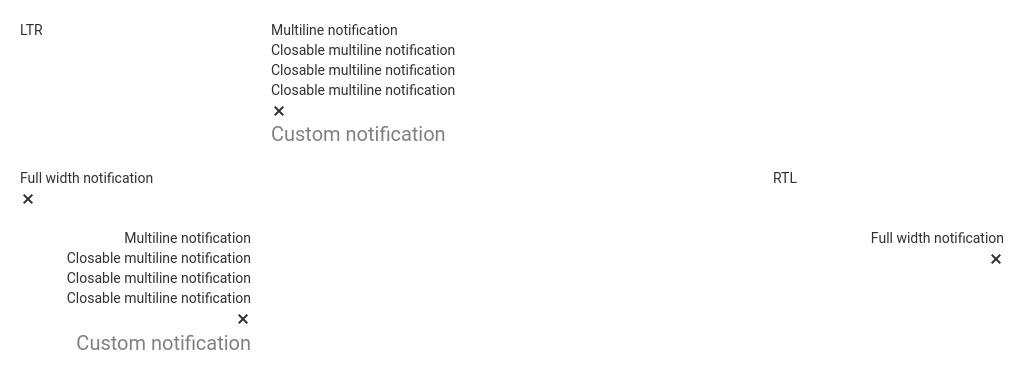 LTR
Multiline notification
Closable multiline notification
Closable multiline notification
Closable multiline notification
×
Custom notification
Full width notification
×
RTL
Multiline notification
Closable multiline notification
Closable multiline notification
Closable multiline notification
×
Custom notification
Full width notification
×